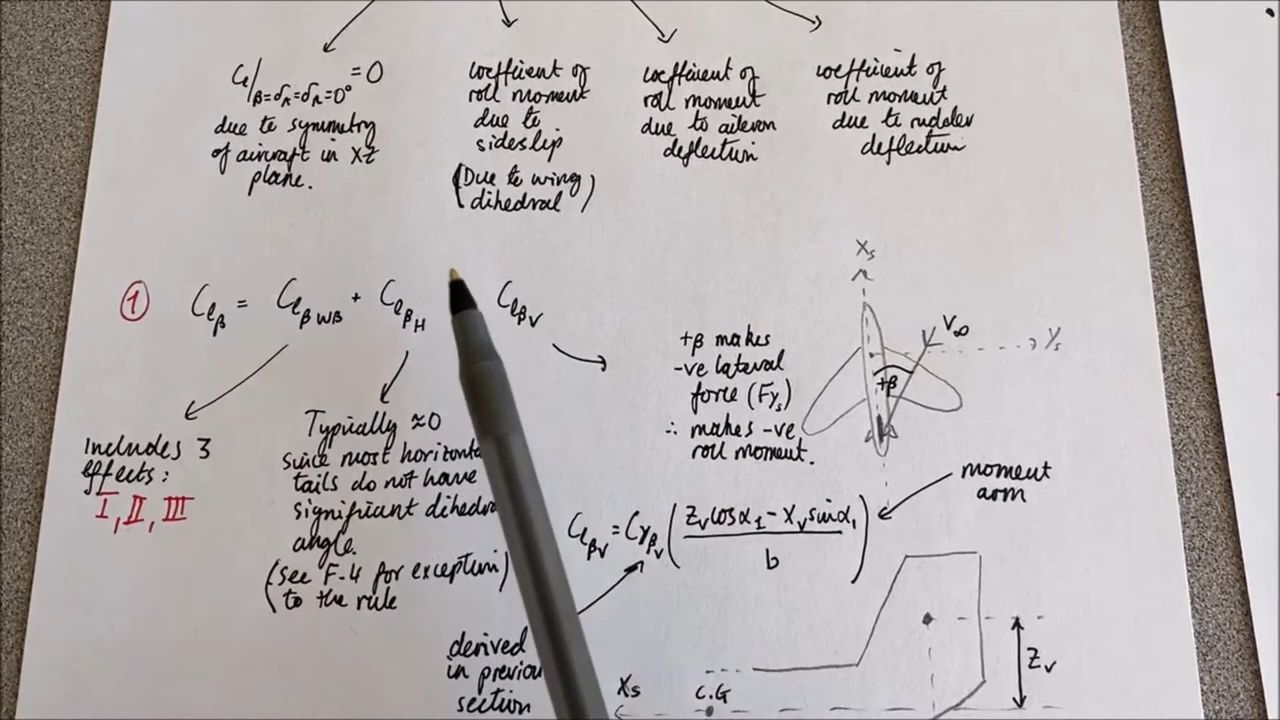 Cℓ|β=δA=δR=0° = 0
due to symmetry
of aircraft in XZ
plane.
coefficient of
roll moment
due to
sideslip
(Due to wing
dihedral)
coefficient of
roll moment
due to aileron
deflection
coefficient of
roll moment
due to rudder
deflection
① Cℓβ = CℓβWB + CℓβH CℓβV
Includes 3
effects:
I, II, III
Typically ≈0
since most
tails do not have
significant
angle.
(See F-4 for exception)
to the rule
+β makes
-ve lateral
force (Fys)
∴ makes -ve
roll moment.
Xs
V∞
Ys
+β
moment
arm
CℓβV = CyβV (ZV cos α1 - XV sin α1 / b)
derived
in
section
Xs
C.G
ZV